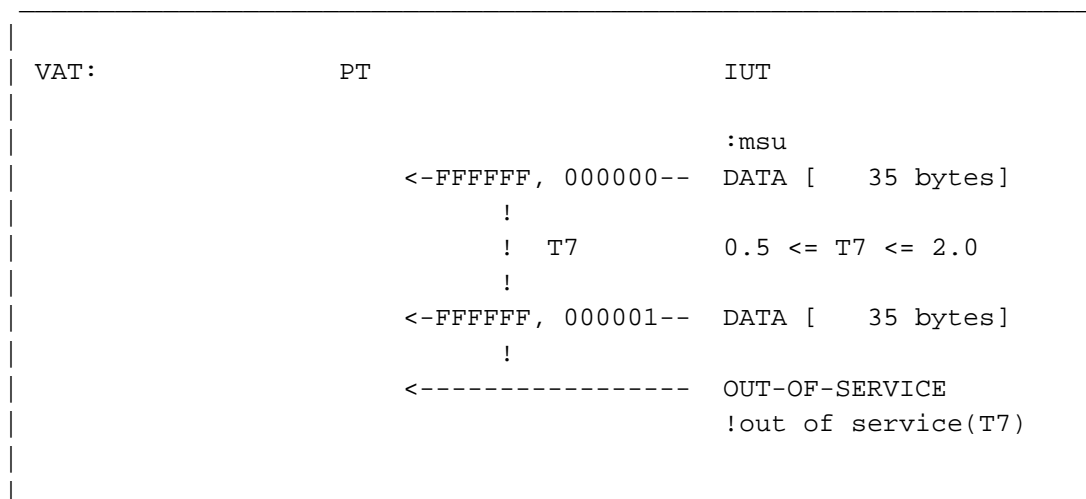 VAT: PT IUT
:msu
<-FFFFFF, 000000-- DATA [ 35 bytes]
!
! T7 0.5 <= T7 <= 2.0
!
<-FFFFFF, 000001-- DATA [ 35 bytes]
!
<----------------- OUT-OF-SERVICE
!out of service(T7)